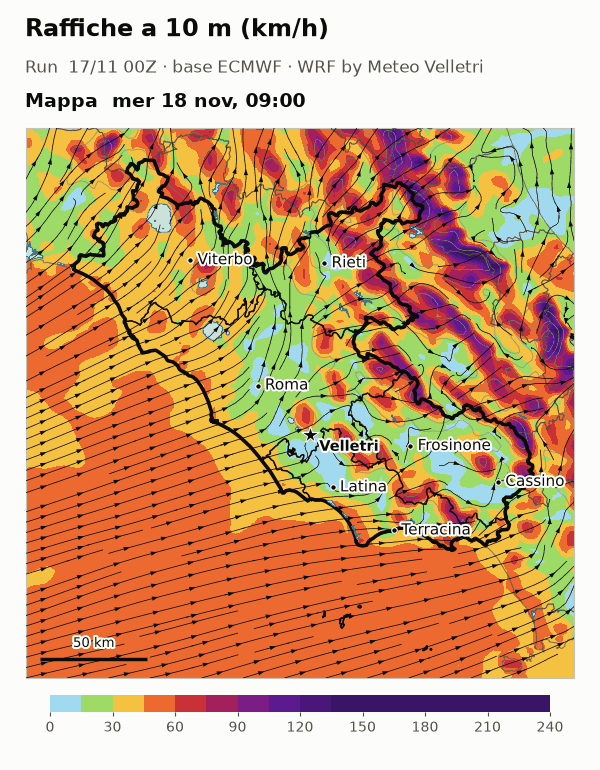 Raffiche a 10 m (km/h)
Run 17/11 00Z · base ECMWF · WRF by Meteo Velletri
Mappa mer 18 nov, 09:00
Viterbo
Rieti
Roma
Velletri
Frosinone
Cassino
Latina
Terracina
50 km
0 30 60 90 120 150 180 210 240